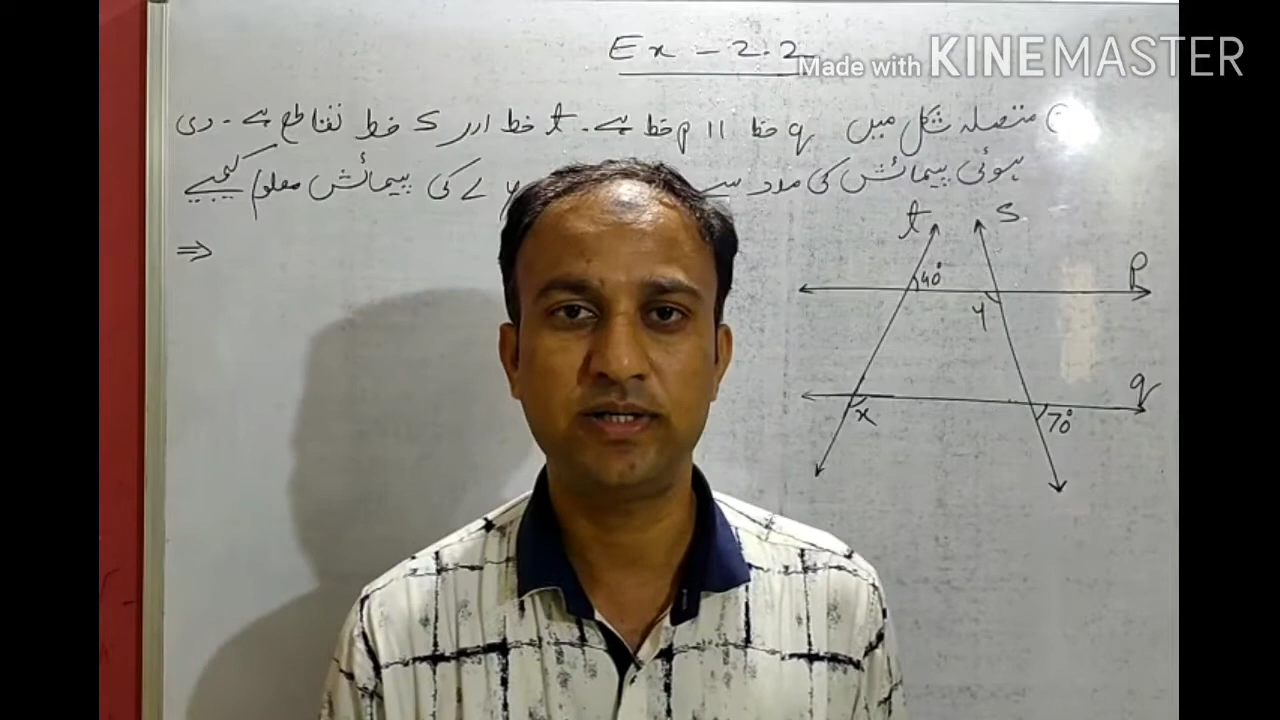 Ex - 2.2
Made with KINEMASTER
متصلہ شکل میں q خط || p خط ہے۔ t خط اور s خط تقاطع ہے۔ دی
ہوئی پیمائش کی مدد سے y کی پیمائش معلوم کیجیے
⇒
t s
40°
p
y
q
x
70°